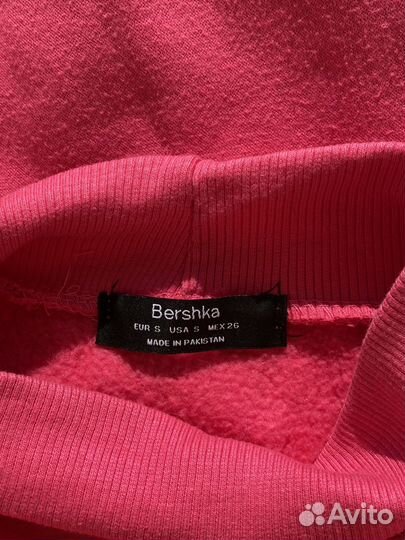 Bershka
EUR S USA S MEX 26
MADE IN PAKISTAN
Avito